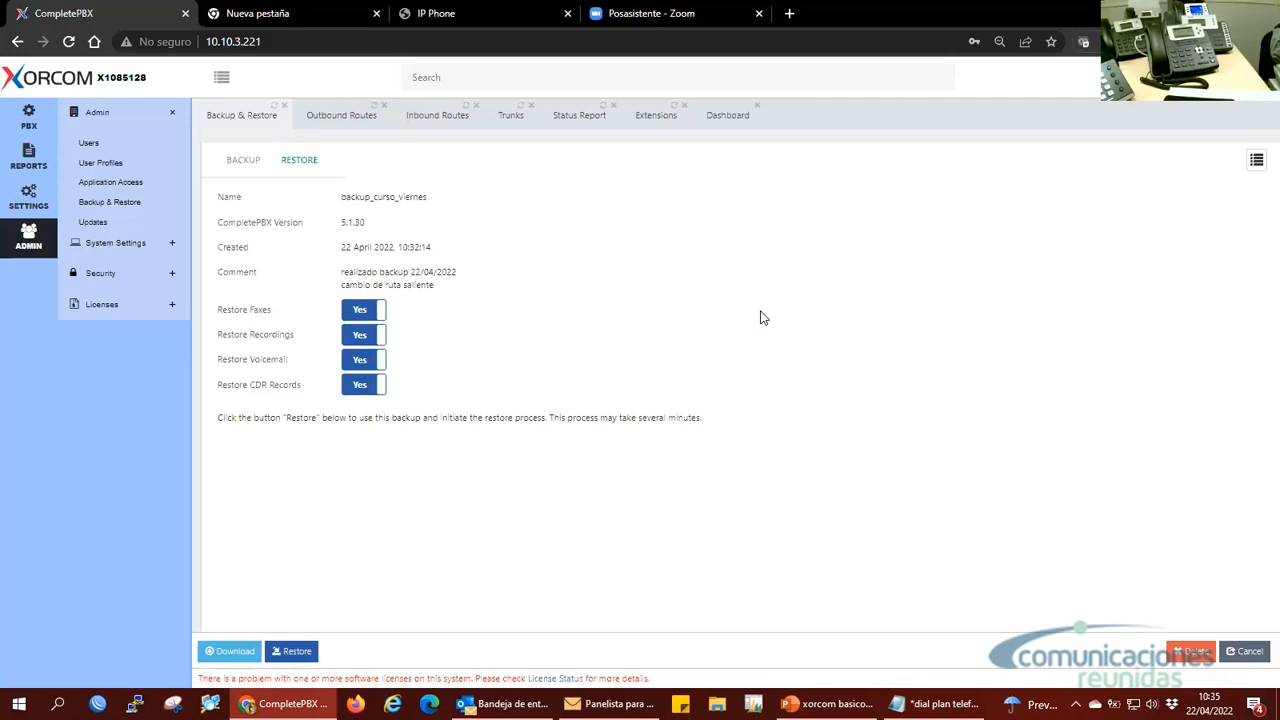 CompletePBX
Nueva pestaña
IP Phone
Posasistente - Zoom
No seguro
10.10.3.221
XORCOM X1085128
Search
PBX
REPORTS
SETTINGS
ADMIN
Admin
Users
User Profiles
Application Access
Backup & Restore
Updates
System Settings
Security
Licenses
Backup & Restore
Outbound Routes
Inbound Routes
Trunks
Status Report
Extensions
Dashboard
BACKUP
RESTORE
Name backup_curso_viernes
CompletePBX Version 5.1.30
Created 22 April 2022, 10:32:14
Comment realizado backup 22/04/2022
cambio de ruta saliente
Restore Faxes Yes
Restore Recordings Yes
Restore Voicemail Yes
Restore CDR Records Yes
Click the button "Restore" below to use this backup and initiate the restore process. This process may take several minutes.
Download
Restore
Delete
Cancel
comunicaciones
reunidas
There is a problem with one or more software licenses on this system. Please check License Status for more details.
CompletePBX ...
Bandeja de ent...
Panelista para ...
xorcom basico...
*dial plan telef...
Prev...
10:35
22/04/2022
4